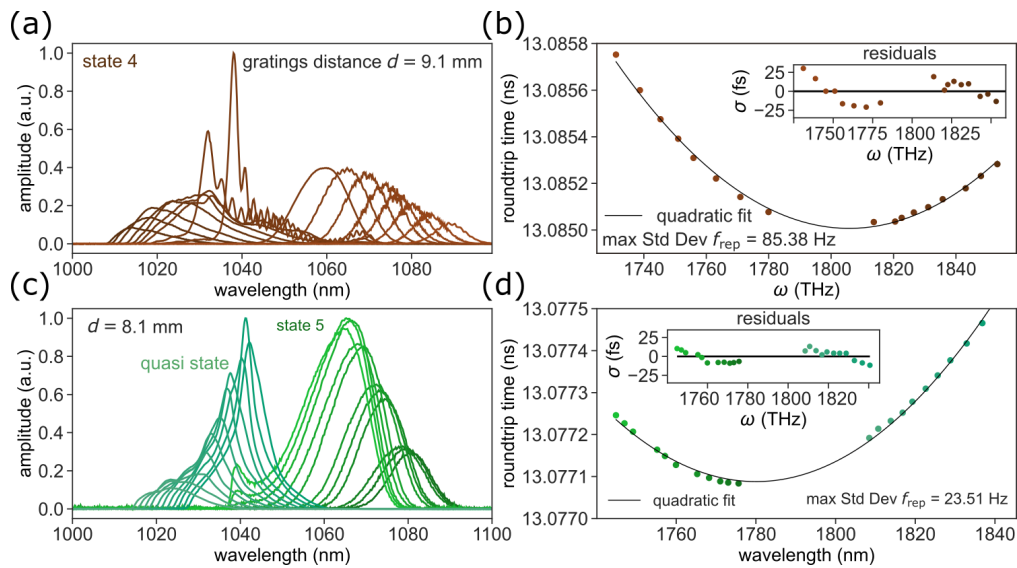 (a)
state 4
gratings distance d = 9.1 mm
amplitude (a.u.)
1.0
0.8
0.6
0.4
0.2
0.0
1000 1020 1040 1060 1080
wavelength (nm)
(b)
roundtrip time (ns)
13.0858
13.0856
13.0854
13.0852
13.0850
residuals
σ (fs)
25
0
−25
1750 1775 1800 1825
ω (THz)
quadratic fit
max Std Dev f_rep = 85.38 Hz
1740 1760 1780 1800 1820 1840
ω (THz)
(c)
d = 8.1 mm
state 5
quasi state
amplitude (a.u.)
1.0
0.8
0.6
0.4
0.2
0.0
1000 1020 1040 1060 1080 1100
wavelength (nm)
(d)
roundtrip time (ns)
13.0775
13.0774
13.0773
13.0772
13.0771
13.0770
residuals
σ (fs)
25
0
−25
1760 1780 1800 1820
ω (THz)
quadratic fit
max Std Dev f_rep = 23.51 Hz
1760 1780 1800 1820 1840
wavelength (nm)